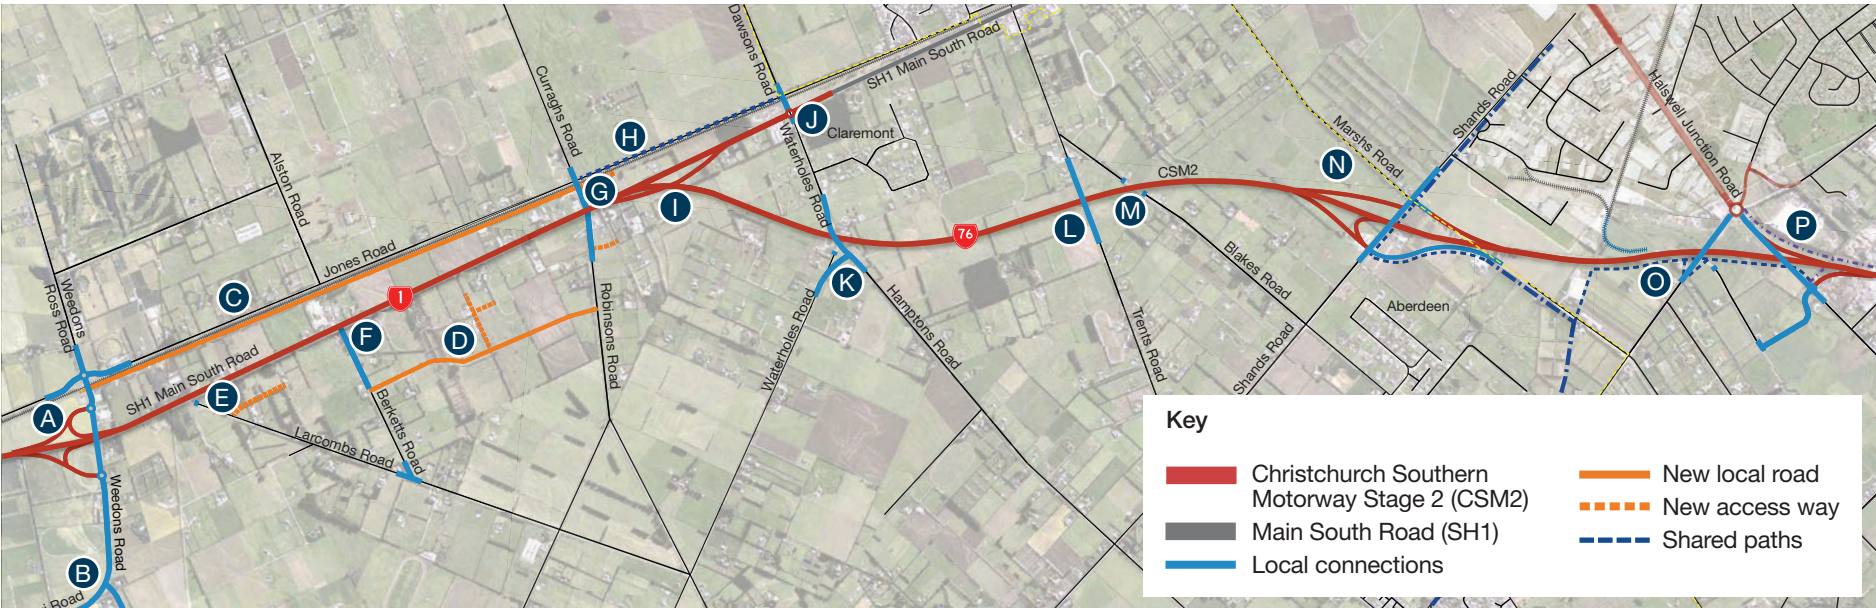 Dawsons Road
SH1 Main South Road
Curraghs Road
Shands Road
Halswell Junction Road
H
J
Claremont
Marshs Road
Waterholes Road
Alston Road
N
CSM2
G
I
M
L
P
76
Jones Road
Weedons
Ross Road
C
1
K
O
Blakes Road
Hamptons Road
Robinsons Road
Aberdeen
F
D
Waterholes Road
Trents Road
Shands Road
SH1 Main South Road
E
A
Berketts Road
Larcombs Road
Weedons Road
B
Road
Key
Christchurch Southern
Motorway Stage 2 (CSM2)
Main South Road (SH1)
Local connections
New local road
New access way
Shared paths